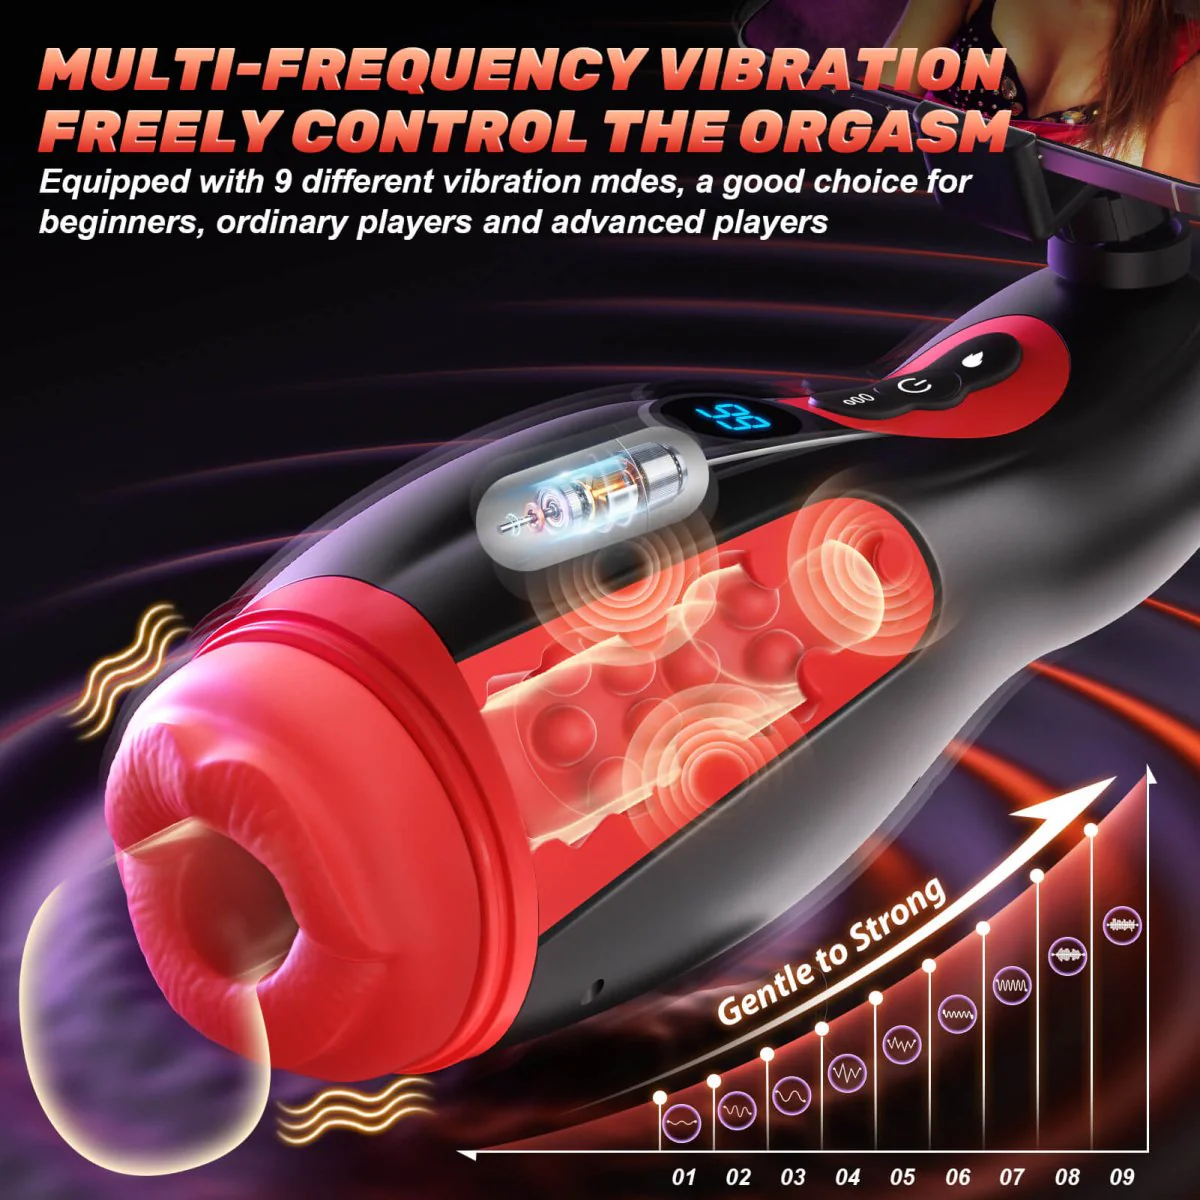 MULTI-FREQUENCY VIBRATION
FREELY CONTROL THE ORGASM
Equipped with 9 different vibration mdes, a good choice for
beginners, ordinary players and advanced players
99
Gentle to Strong
01 02 03 04 05 06 07 08 09